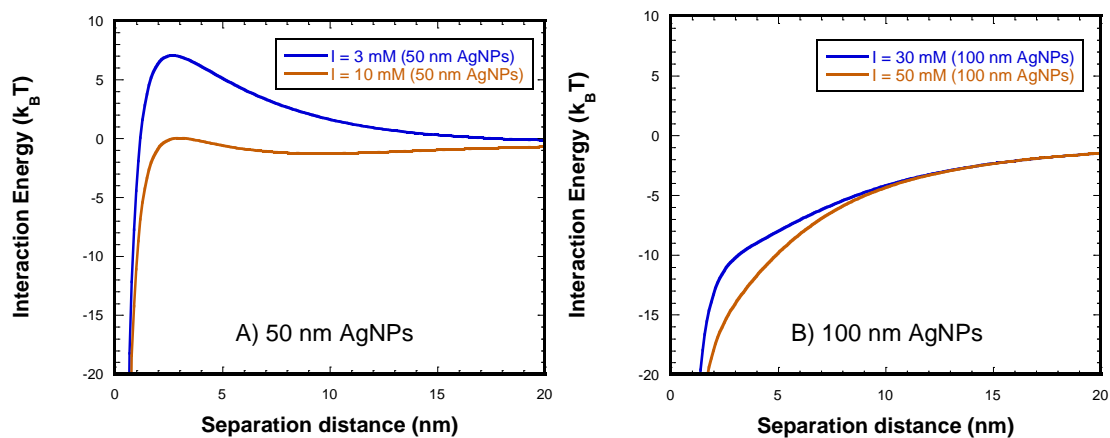 10
5
0
-5
-10
-15
-20
Interaction Energy (k_BT)
I = 3 mM (50 nm AgNPs)
I = 10 mM (50 nm AgNPs)
A) 50 nm AgNPs
0 5 10 15 20
Separation distance (nm)
10
5
0
-5
-10
-15
-20
Interaction Energy (k_BT)
I = 30 mM (100 nm AgNPs)
I = 50 mM (100 nm AgNPs)
B) 100 nm AgNPs
0 5 10 15 20
Separation distance (nm)